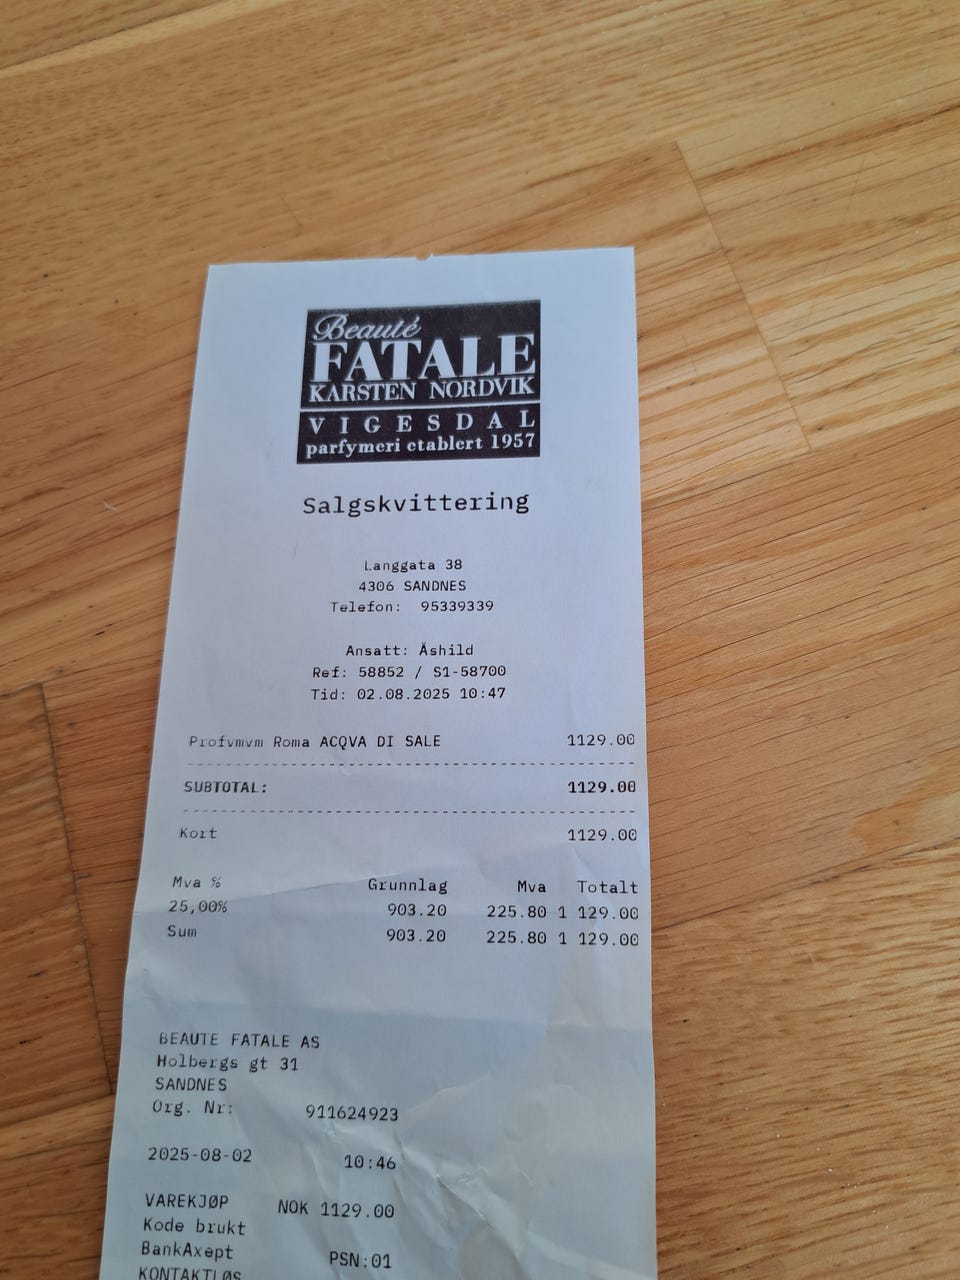 Beauté
FATALE
KARSTEN NORDVIK
VIGESDAL
parfymeri etablert 1957
Salgskvittering
Langgata 38
4306 SANDNES
Telefon: 95339339
Ansatt: Åshild
Ref: 58852 / S1-58700
Tid: 02.08.2025 10:47
Profvmvm Roma ACQVA DI SALE 1129.00
SUBTOTAL: 1129.00
Kort 1129.00
Mva % Grunnlag Mva Totalt
25,00% 903.20 225.80 1 129.00
Sum 903.20 225.80 1 129.00
BEAUTE FATALE AS
Holbergs gt 31
SANDNES
Org. Nr: 911624923
2025-08-02 10:46
VAREKJØP NOK 1129.00
Kode brukt
BankAxept PSN:01
KONTAKTLØS